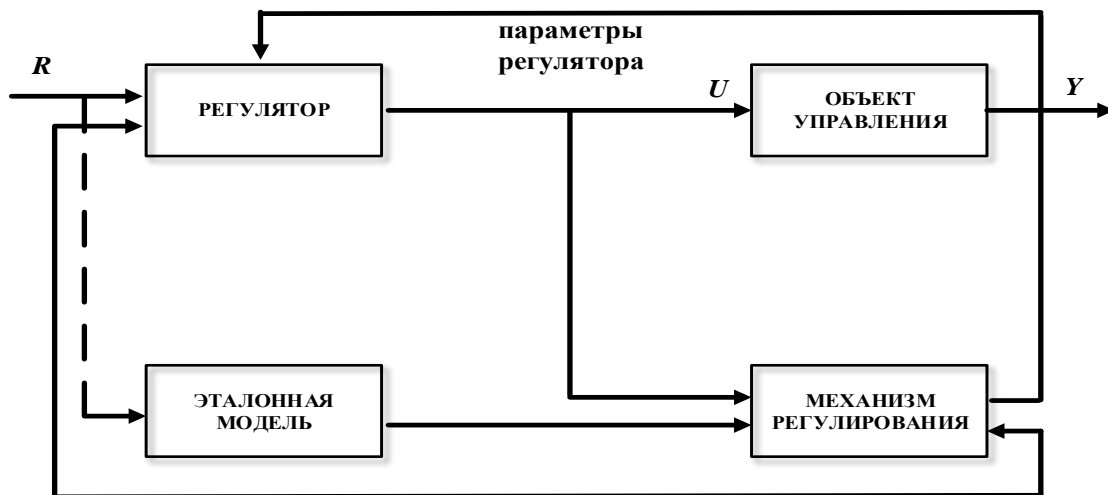 параметры
регулятора
R
РЕГУЛЯТОР
U
ОБЪЕКТ
УПРАВЛЕНИЯ
Y
ЭТАЛОННАЯ
МОДЕЛЬ
МЕХАНИЗМ
РЕГУЛИРОВАНИЯ